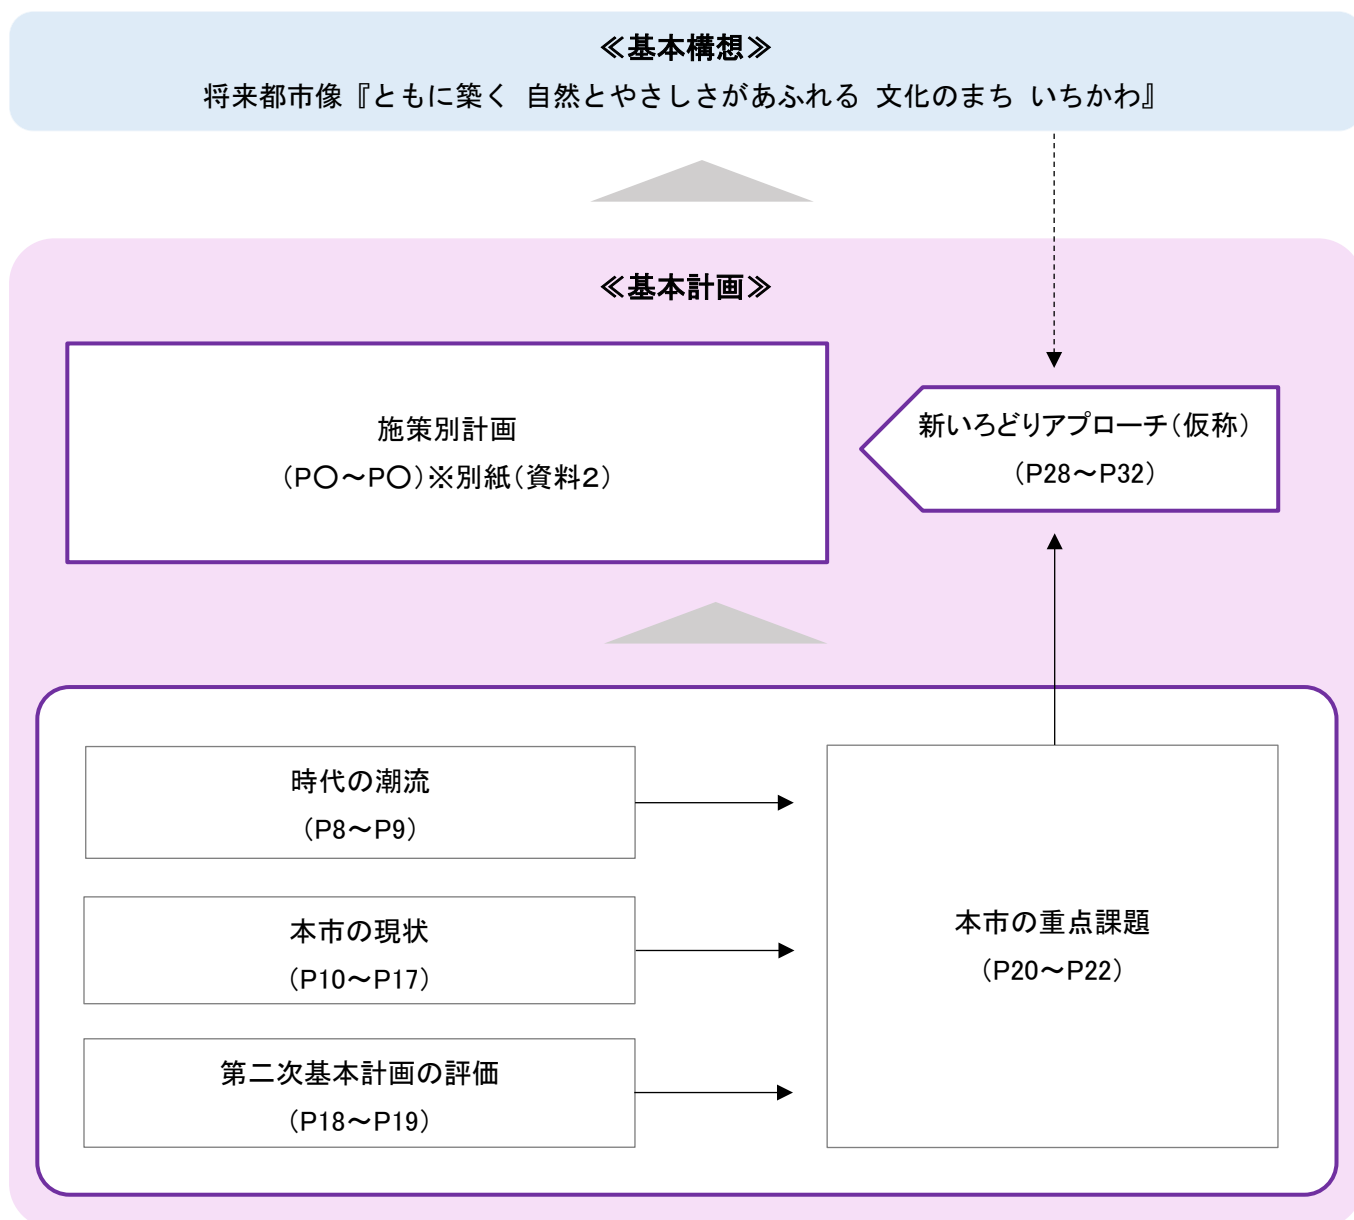 ≪基本構想≫
将来都市像『ともに築く 自然とやさしさがあふれる 文化のまち いちかわ』
≪基本計画≫
施策別計画
（P〇～P〇）※別紙（資料２）
新いろどりアプローチ（仮称）
（P28～P32）
時代の潮流
（P8～P9）
本市の現状
（P10～P17）
第二次基本計画の評価
（P18～P19）
本市の重点課題
（P20～P22）